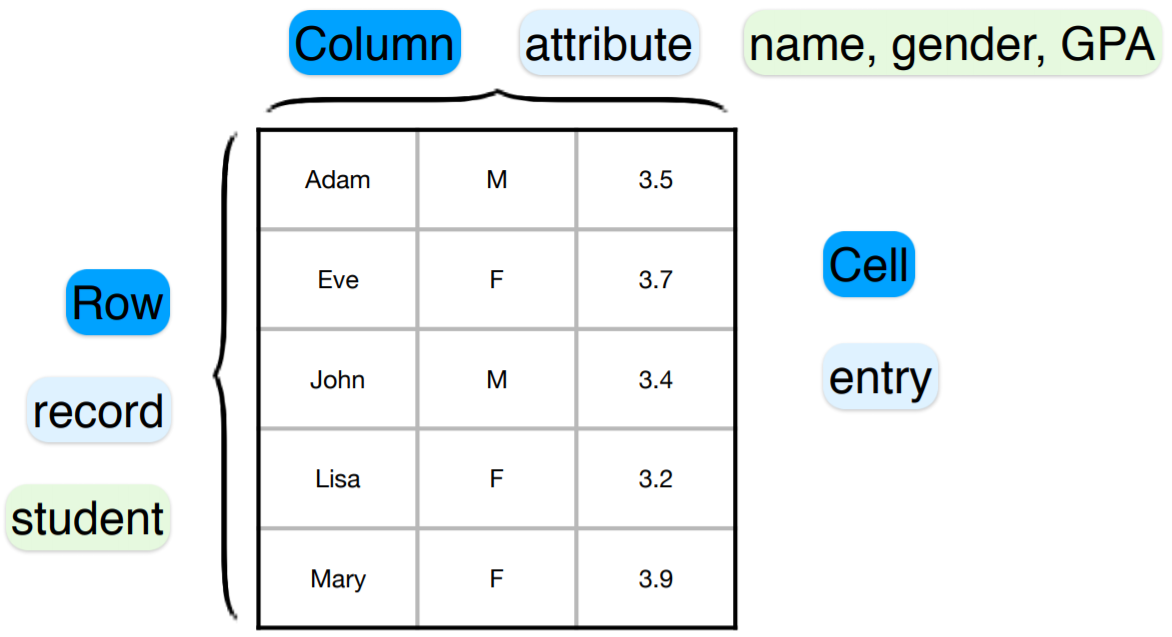 Column attribute name, gender, GPA
Adam M 3.5
Eve F 3.7
John M 3.4
Lisa F 3.2
Mary F 3.9
Row
record
student
Cell
entry